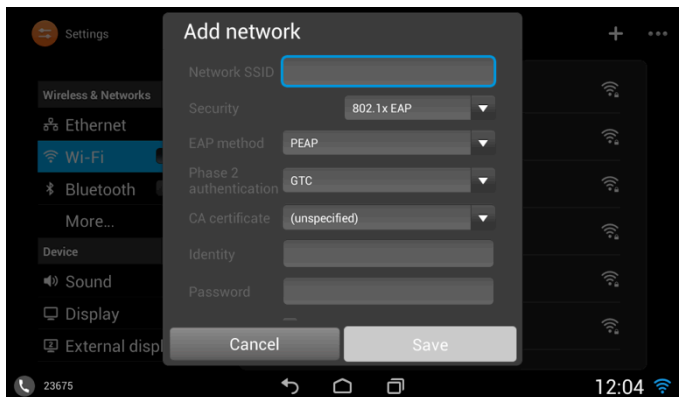 Settings
Add network
Network SSID
Wireless & Networks
Security
802.1x EAP
Ethernet
EAP method
PEAP
Wi-Fi
Phase 2
authentication
GTC
Bluetooth
CA certificate
(unspecified)
More...
Device
Identity
Sound
Password
Display
Cancel
Save
External displ
23675
12:04